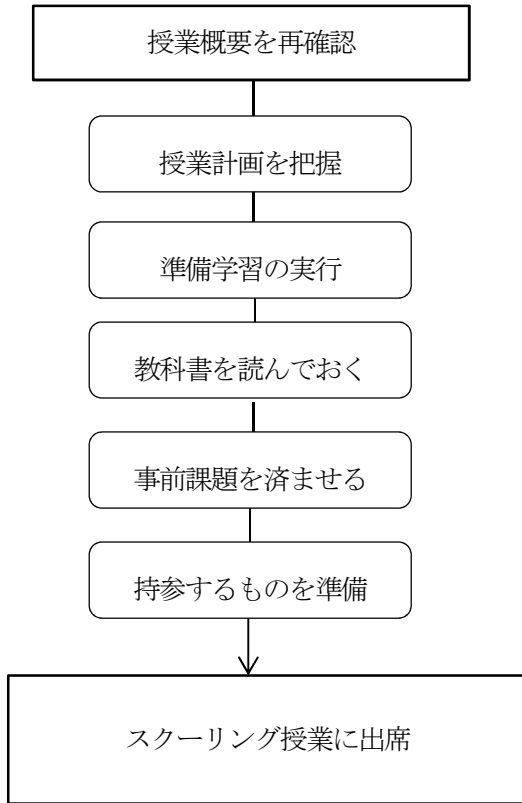 授業概要を再確認
授業計画を把握
準備学習の実行
教科書を読んでおく
事前課題を済ませる
持参するものを準備
スクーリング授業に出席